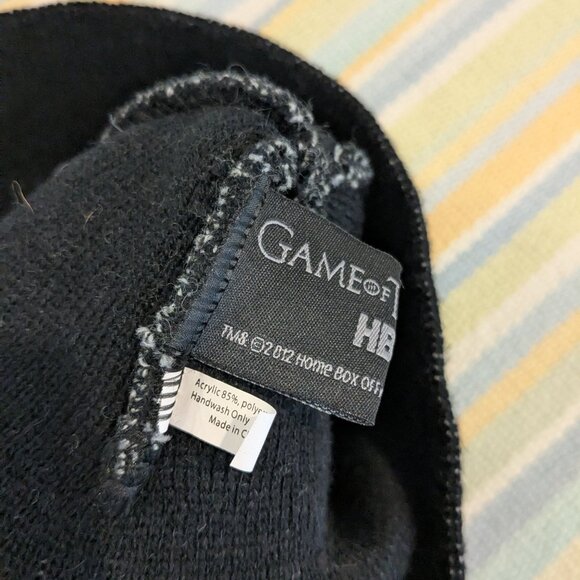 GAME OF
HB
TM& ©2012 HOME BOX OFF
Acrylic 85%, polye
Handwash Only
Made in C